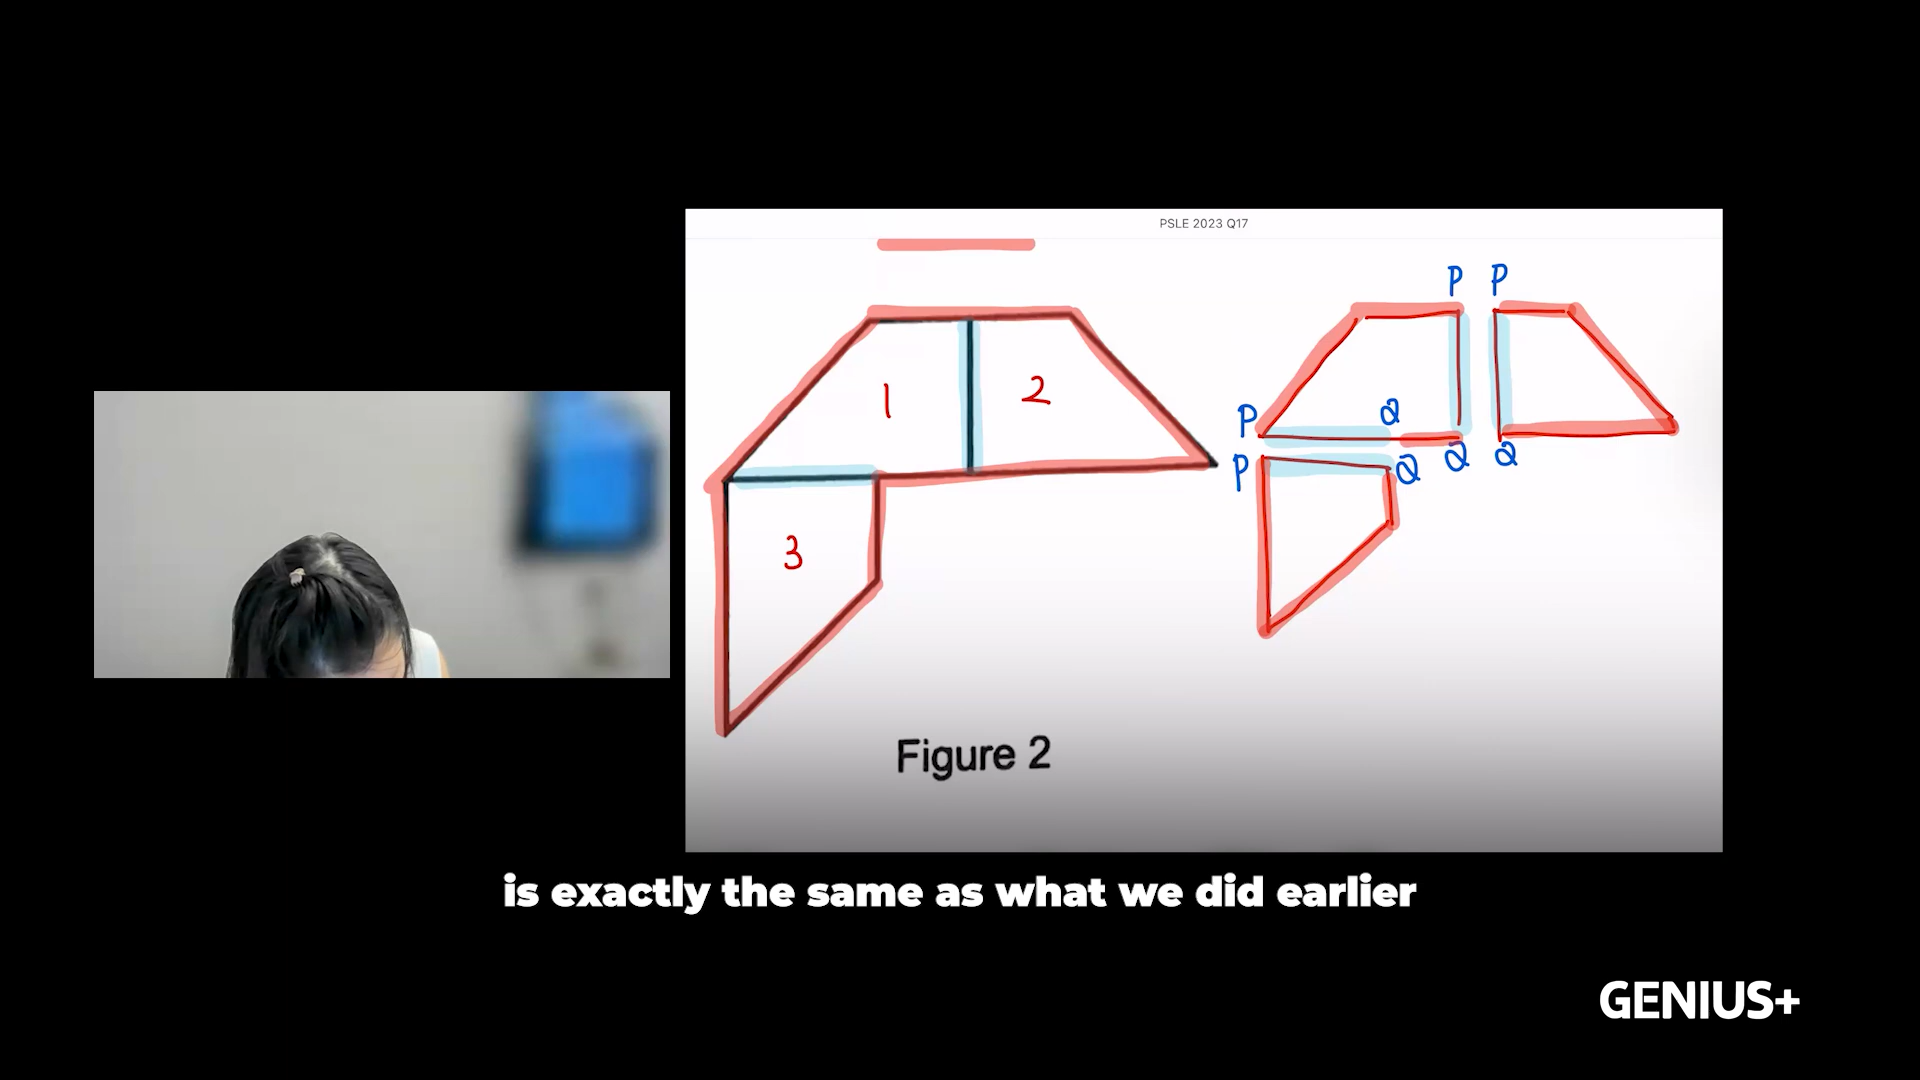 PSLE 2023 Q17
P P
1
2
P
Q
P
Q
Q
Q
3
Figure 2
is exactly the same as what we did earlier
GENIUS+